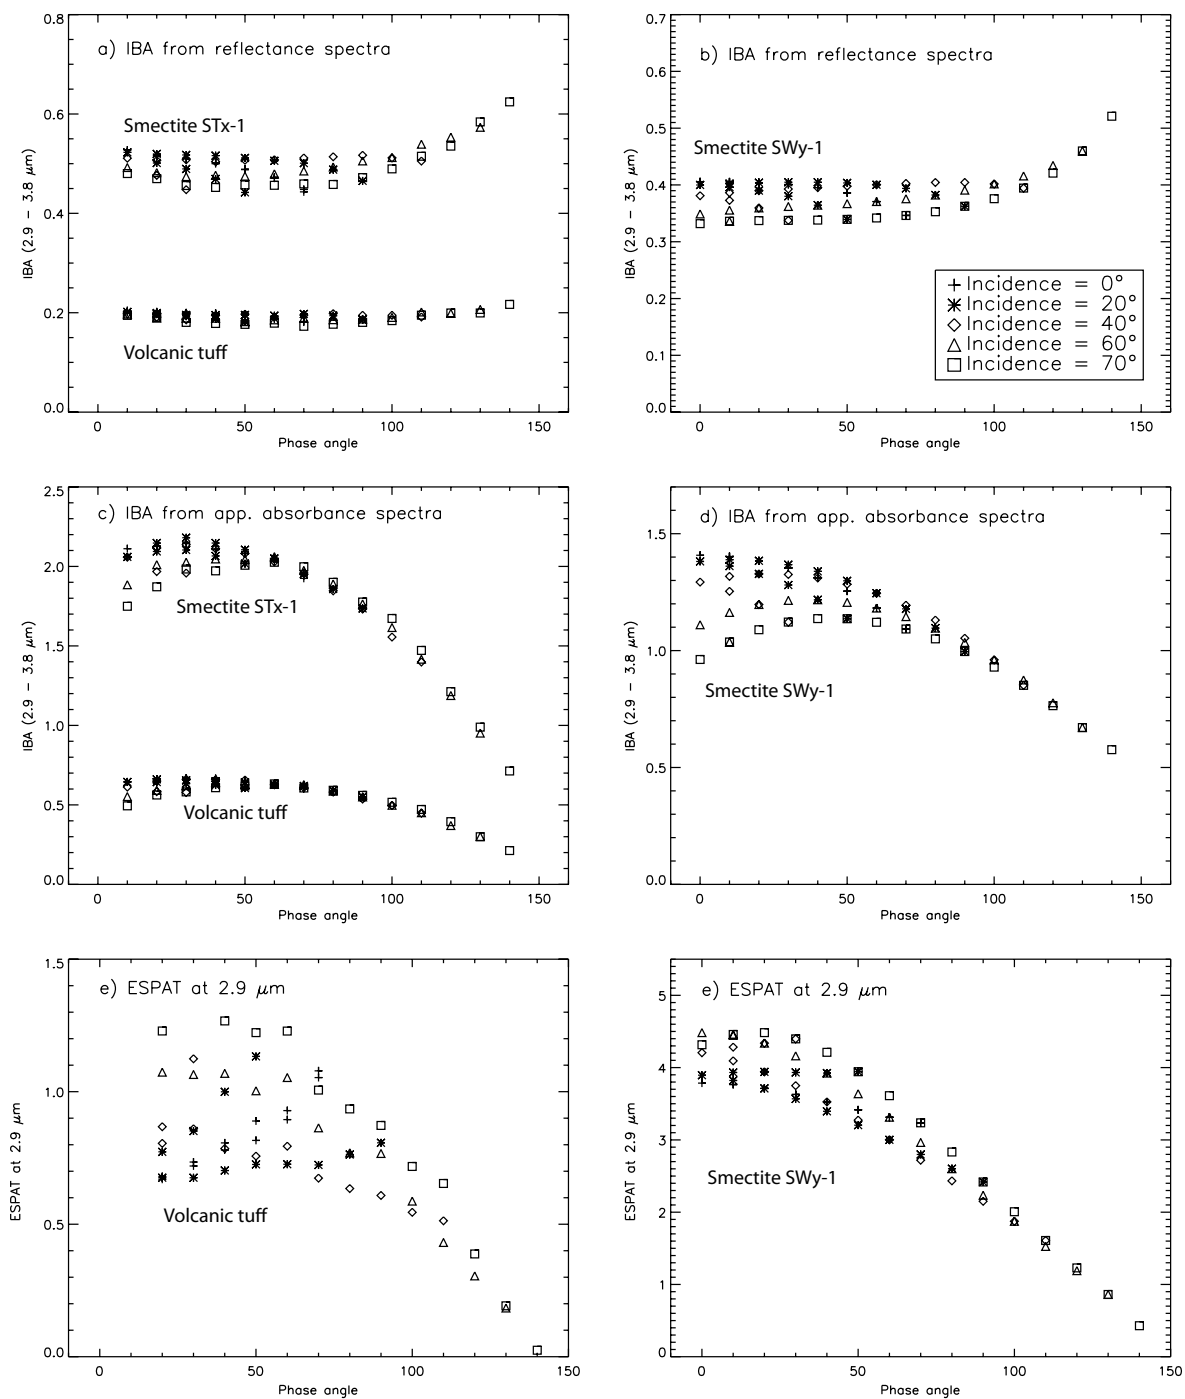 a) IBA from reflectance spectra
Smectite STx-1
Volcanic tuff
IBA (2.9 – 3.8 μm)
0.8
0.6
0.4
0.2
0.0
0
50
100
150
Phase angle
b) IBA from reflectance spectra
Smectite SWy-1
Incidence = 0°
Incidence = 20°
Incidence = 40°
Incidence = 60°
Incidence = 70°
IBA (2.9 – 3.8 μm)
0.7
0.6
0.5
0.4
0.3
0.2
0.1
0.0
0
50
100
150
Phase angle
c) IBA from app. absorbance spectra
Smectite STx-1
Volcanic tuff
IBA (2.9 – 3.8 μm)
2.5
2.0
1.5
1.0
0.5
0.0
0
50
100
150
Phase angle
d) IBA from app. absorbance spectra
Smectite SWy-1
IBA (2.9 – 3.8 μm)
1.5
1.0
0.5
0.0
0
50
100
150
Phase angle
e) ESPAT at 2.9 μm
Volcanic tuff
ESPAT at 2.9 μm
1.5
1.0
0.5
0.0
0
50
100
150
Phase angle
e) ESPAT at 2.9 μm
Smectite SWy-1
ESPAT at 2.9 μm
5
4
3
2
1
0
0
50
100
150
Phase angle